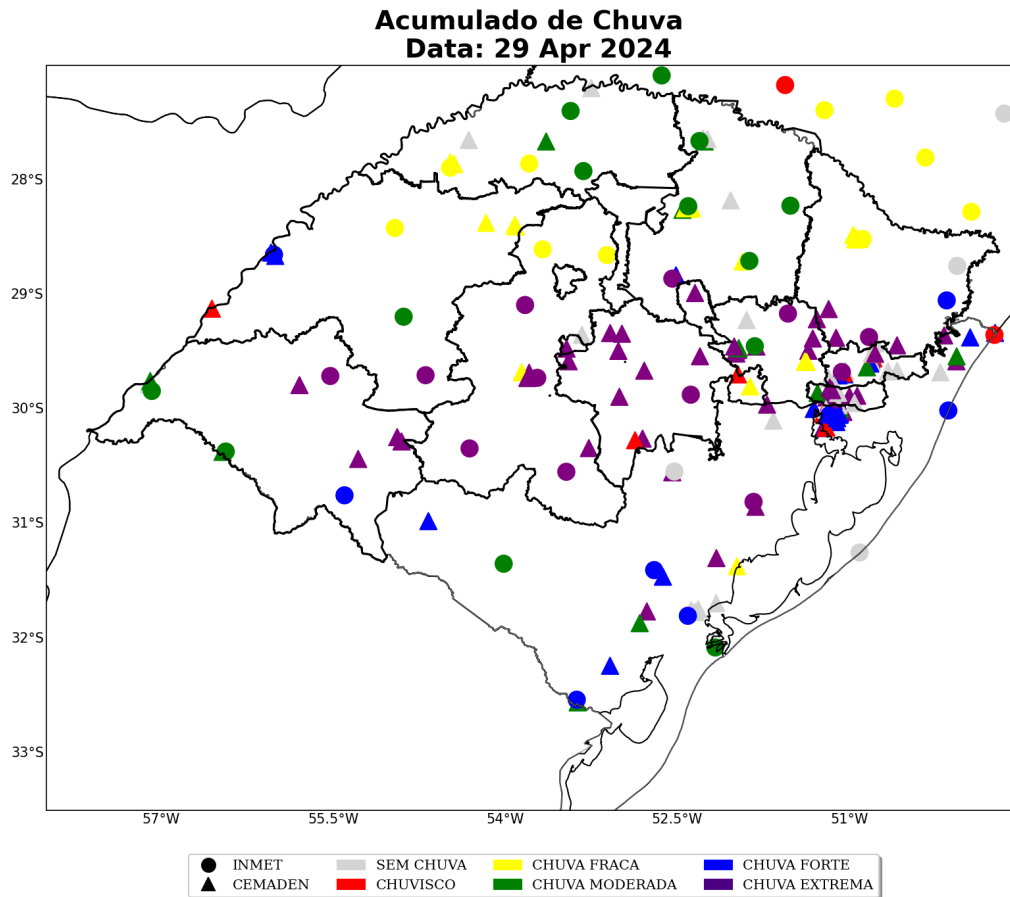 Acumulado de Chuva
Data: 29 Apr 2024
28°S
29°S
30°S
31°S
32°S
33°S
57°W
55.5°W
54°W
52.5°W
51°W
INMET
SEM CHUVA
CHUVA FRACA
CHUVA FORTE
CEMADEN
CHUVISCO
CHUVA MODERADA
CHUVA EXTREMA